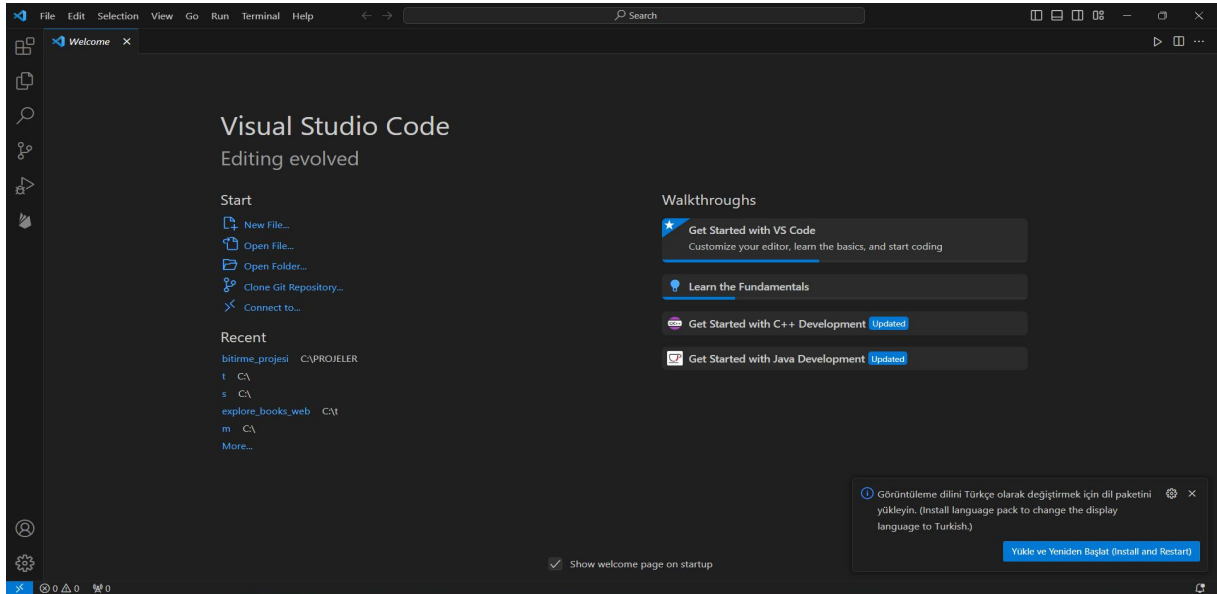 File Edit Selection View Go Run Terminal Help
Search
Welcome
Visual Studio Code
Editing evolved
Start
New File...
Open File...
Open Folder...
Clone Git Repository...
Connect to...
Recent
bitirme_projesi C:\PROJELER
t C:\
s C:\
explore_books_web C:\t
m C:\
More...
Walkthroughs
Get Started with VS Code
Customize your editor, learn the basics, and start coding
Learn the Fundamentals
Get Started with C++ Development Updated
Get Started with Java Development Updated
Görüntüleme dilini Türkçe olarak değiştirmek için dil paketini
yükleyin. (Install language pack to change the display
language to Turkish.)
Yükle ve Yeniden Başlat (Install and Restart)
Show welcome page on startup
0 0 0